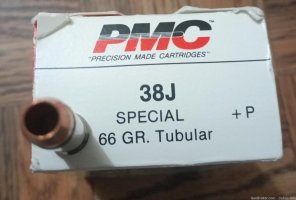 PMC
"PRECISION MADE CARTRIDGES"
38J
SPECIAL +P
66 GR. Tubular